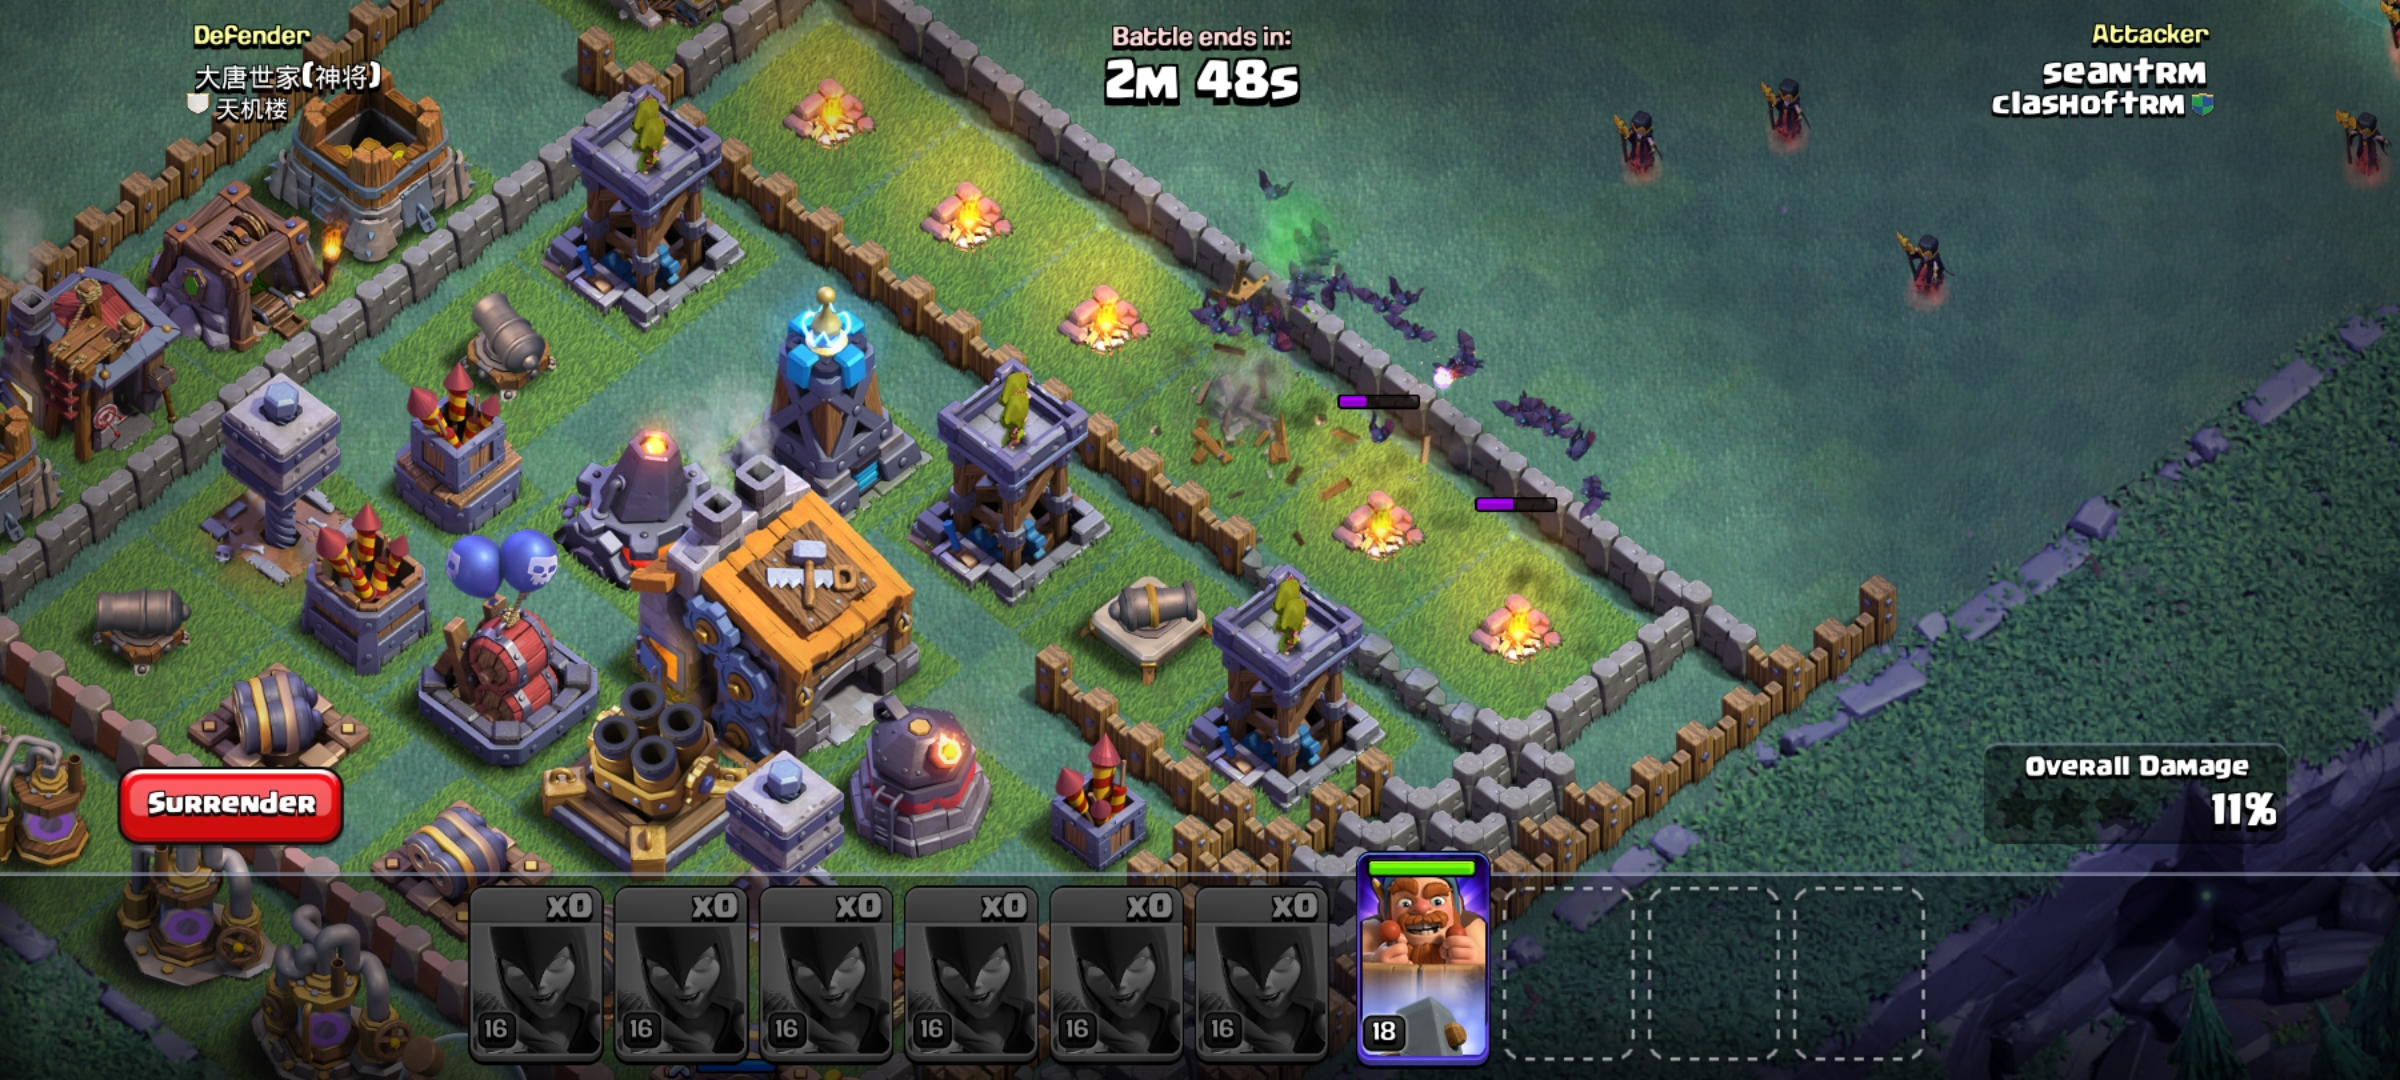 Defender
大唐世家(神将)
天机楼
Battle ends in:
2M 48S
Attacker
seantRM
clashoftRM
Surrender
Overall Damage
11%
x0 x0 x0 x0 x0 x0
16 16 16 16 16 16 18